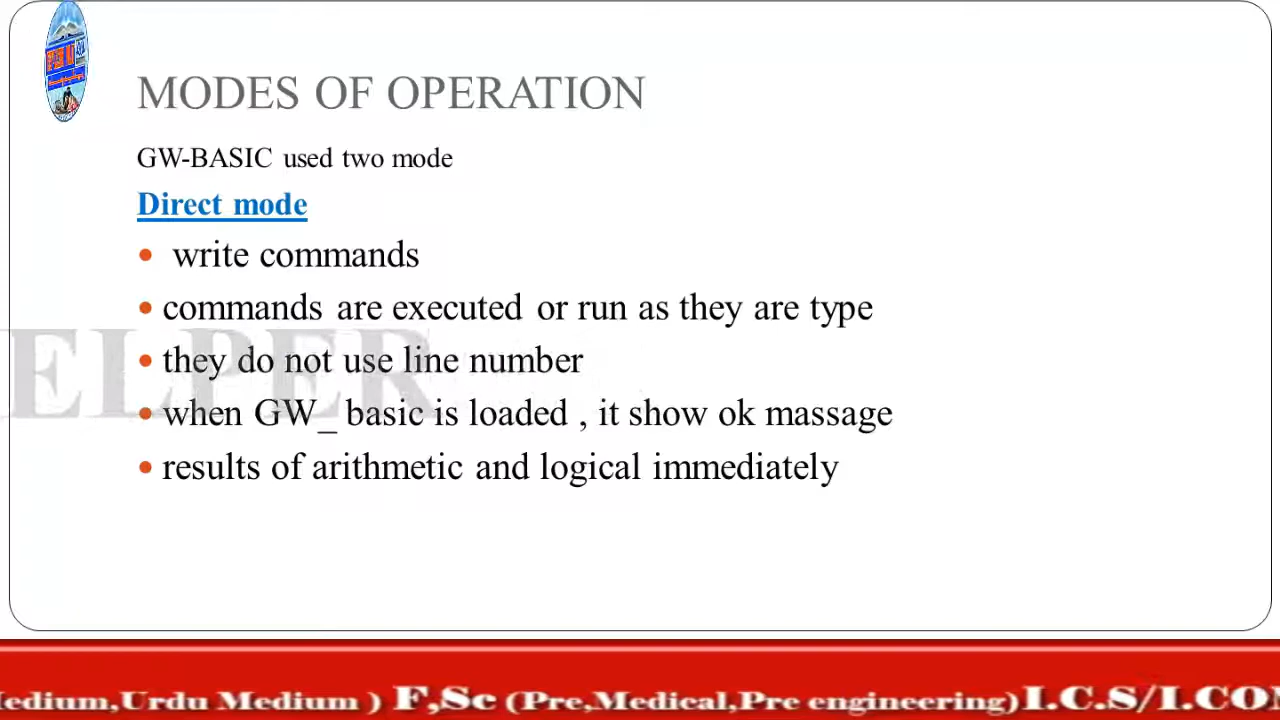 MODES OF OPERATION
GW-BASIC used two mode
Direct mode
• write commands
• commands are executed or run as they are type
• they do not use line number
• when GW_ basic is loaded , it show ok massage
• results of arithmetic and logical immediately
ELPER
edium,Urdu Medium ) F,Sc (Pre,Medical,Pre engineering)I.C.S/I.CO